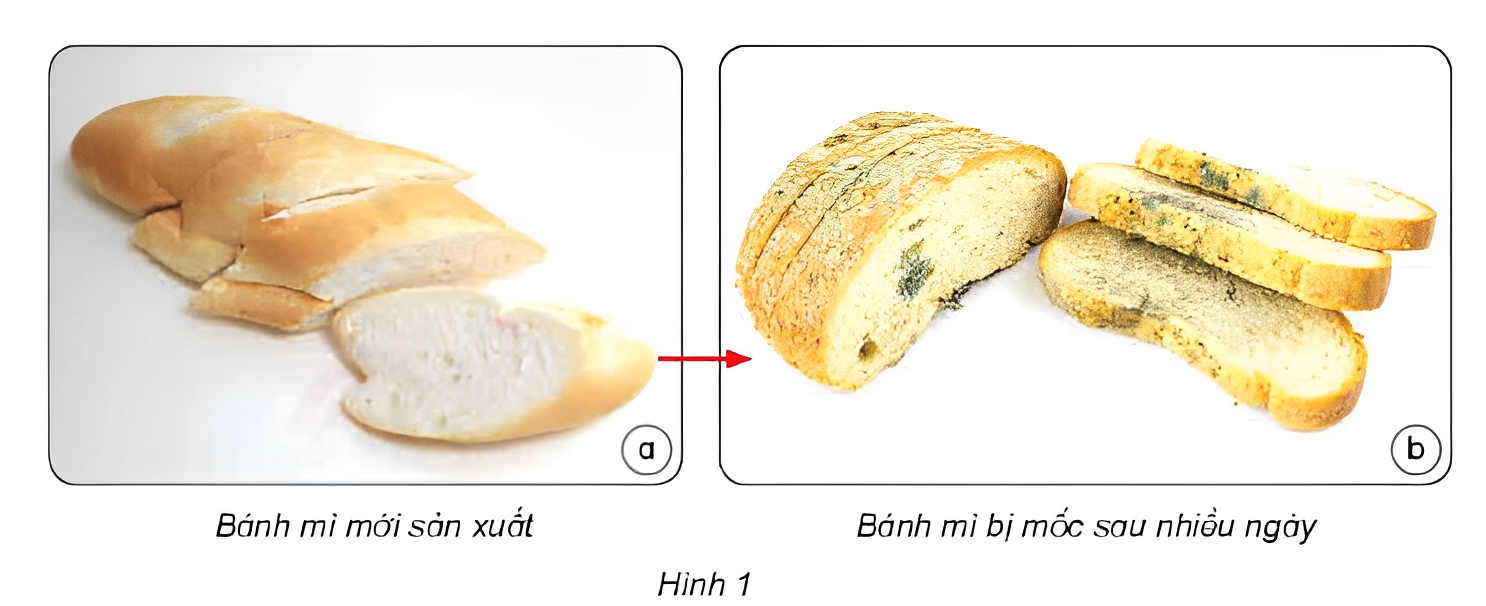 a
b
Bánh mì mới sản xuất
Bánh mì bị mốc sau nhiều ngày
Hình 1